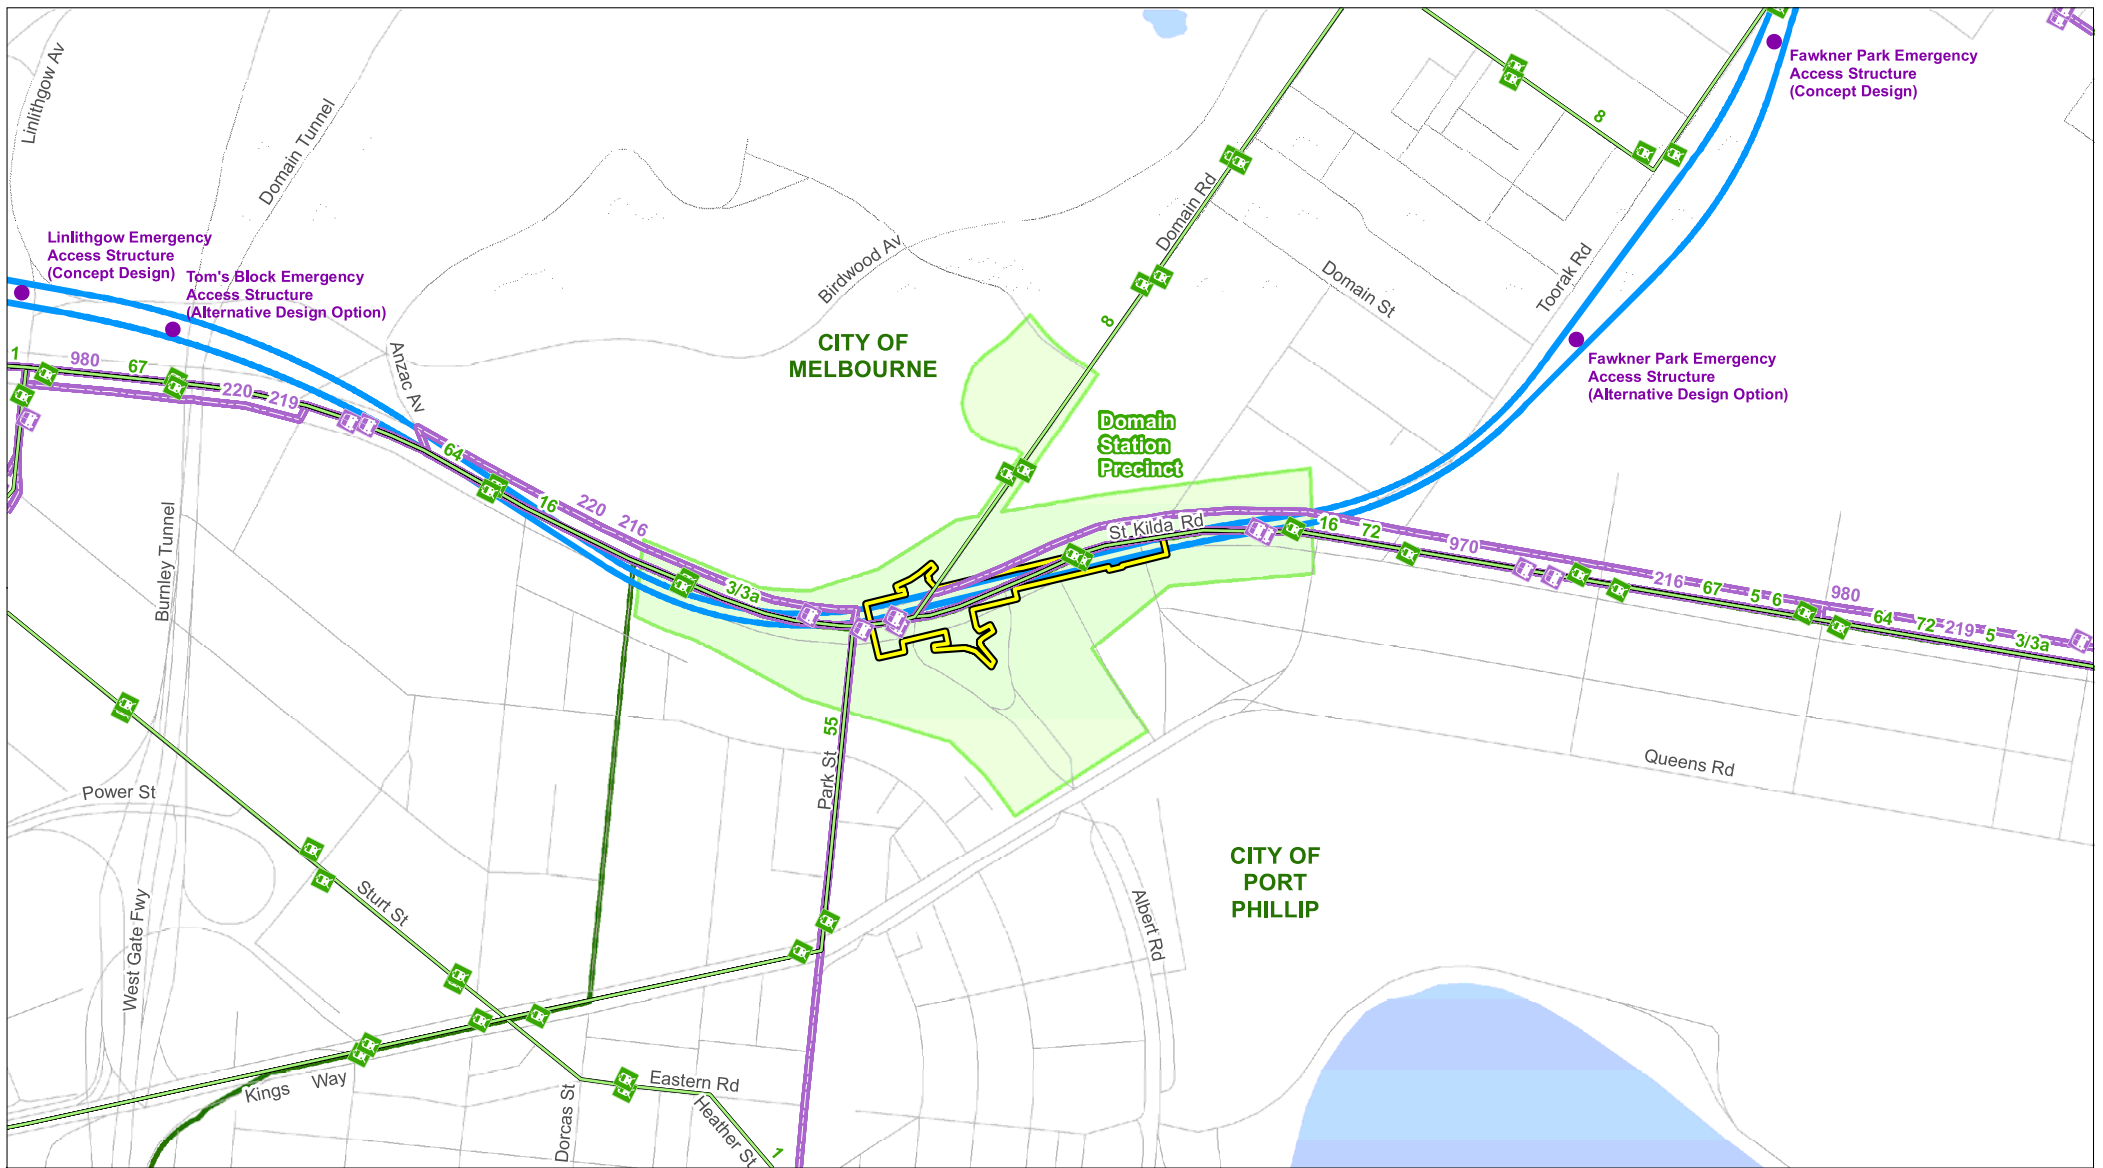 Linlithgow Av
Domain Tunnel
Fawkner Park Emergency
Access Structure
(Concept Design)
8
Domain Rd
Linlithgow Emergency
Access Structure
(Concept Design)
Tom's Block Emergency
Access Structure
(Alternative Design Option)
Birdwood Av
Domain St
Toorak Rd
8
CITY OF
MELBOURNE
1
980
67
220
219
Anzac Av
Fawkner Park Emergency
Access Structure
(Alternative Design Option)
Domain
Station
Precinct
64
16
220
216
St Kilda Rd
16
72
970
Burnley Tunnel
3/3a
216
67
5
6
980
64
72
219
5
3/3a
55
Park St
Queens Rd
Power St
CITY OF
PORT
PHILLIP
Sturt St
West Gate Fwy
Albert Rd
Kings Way
Eastern Rd
Dorcas St
Heather St
1